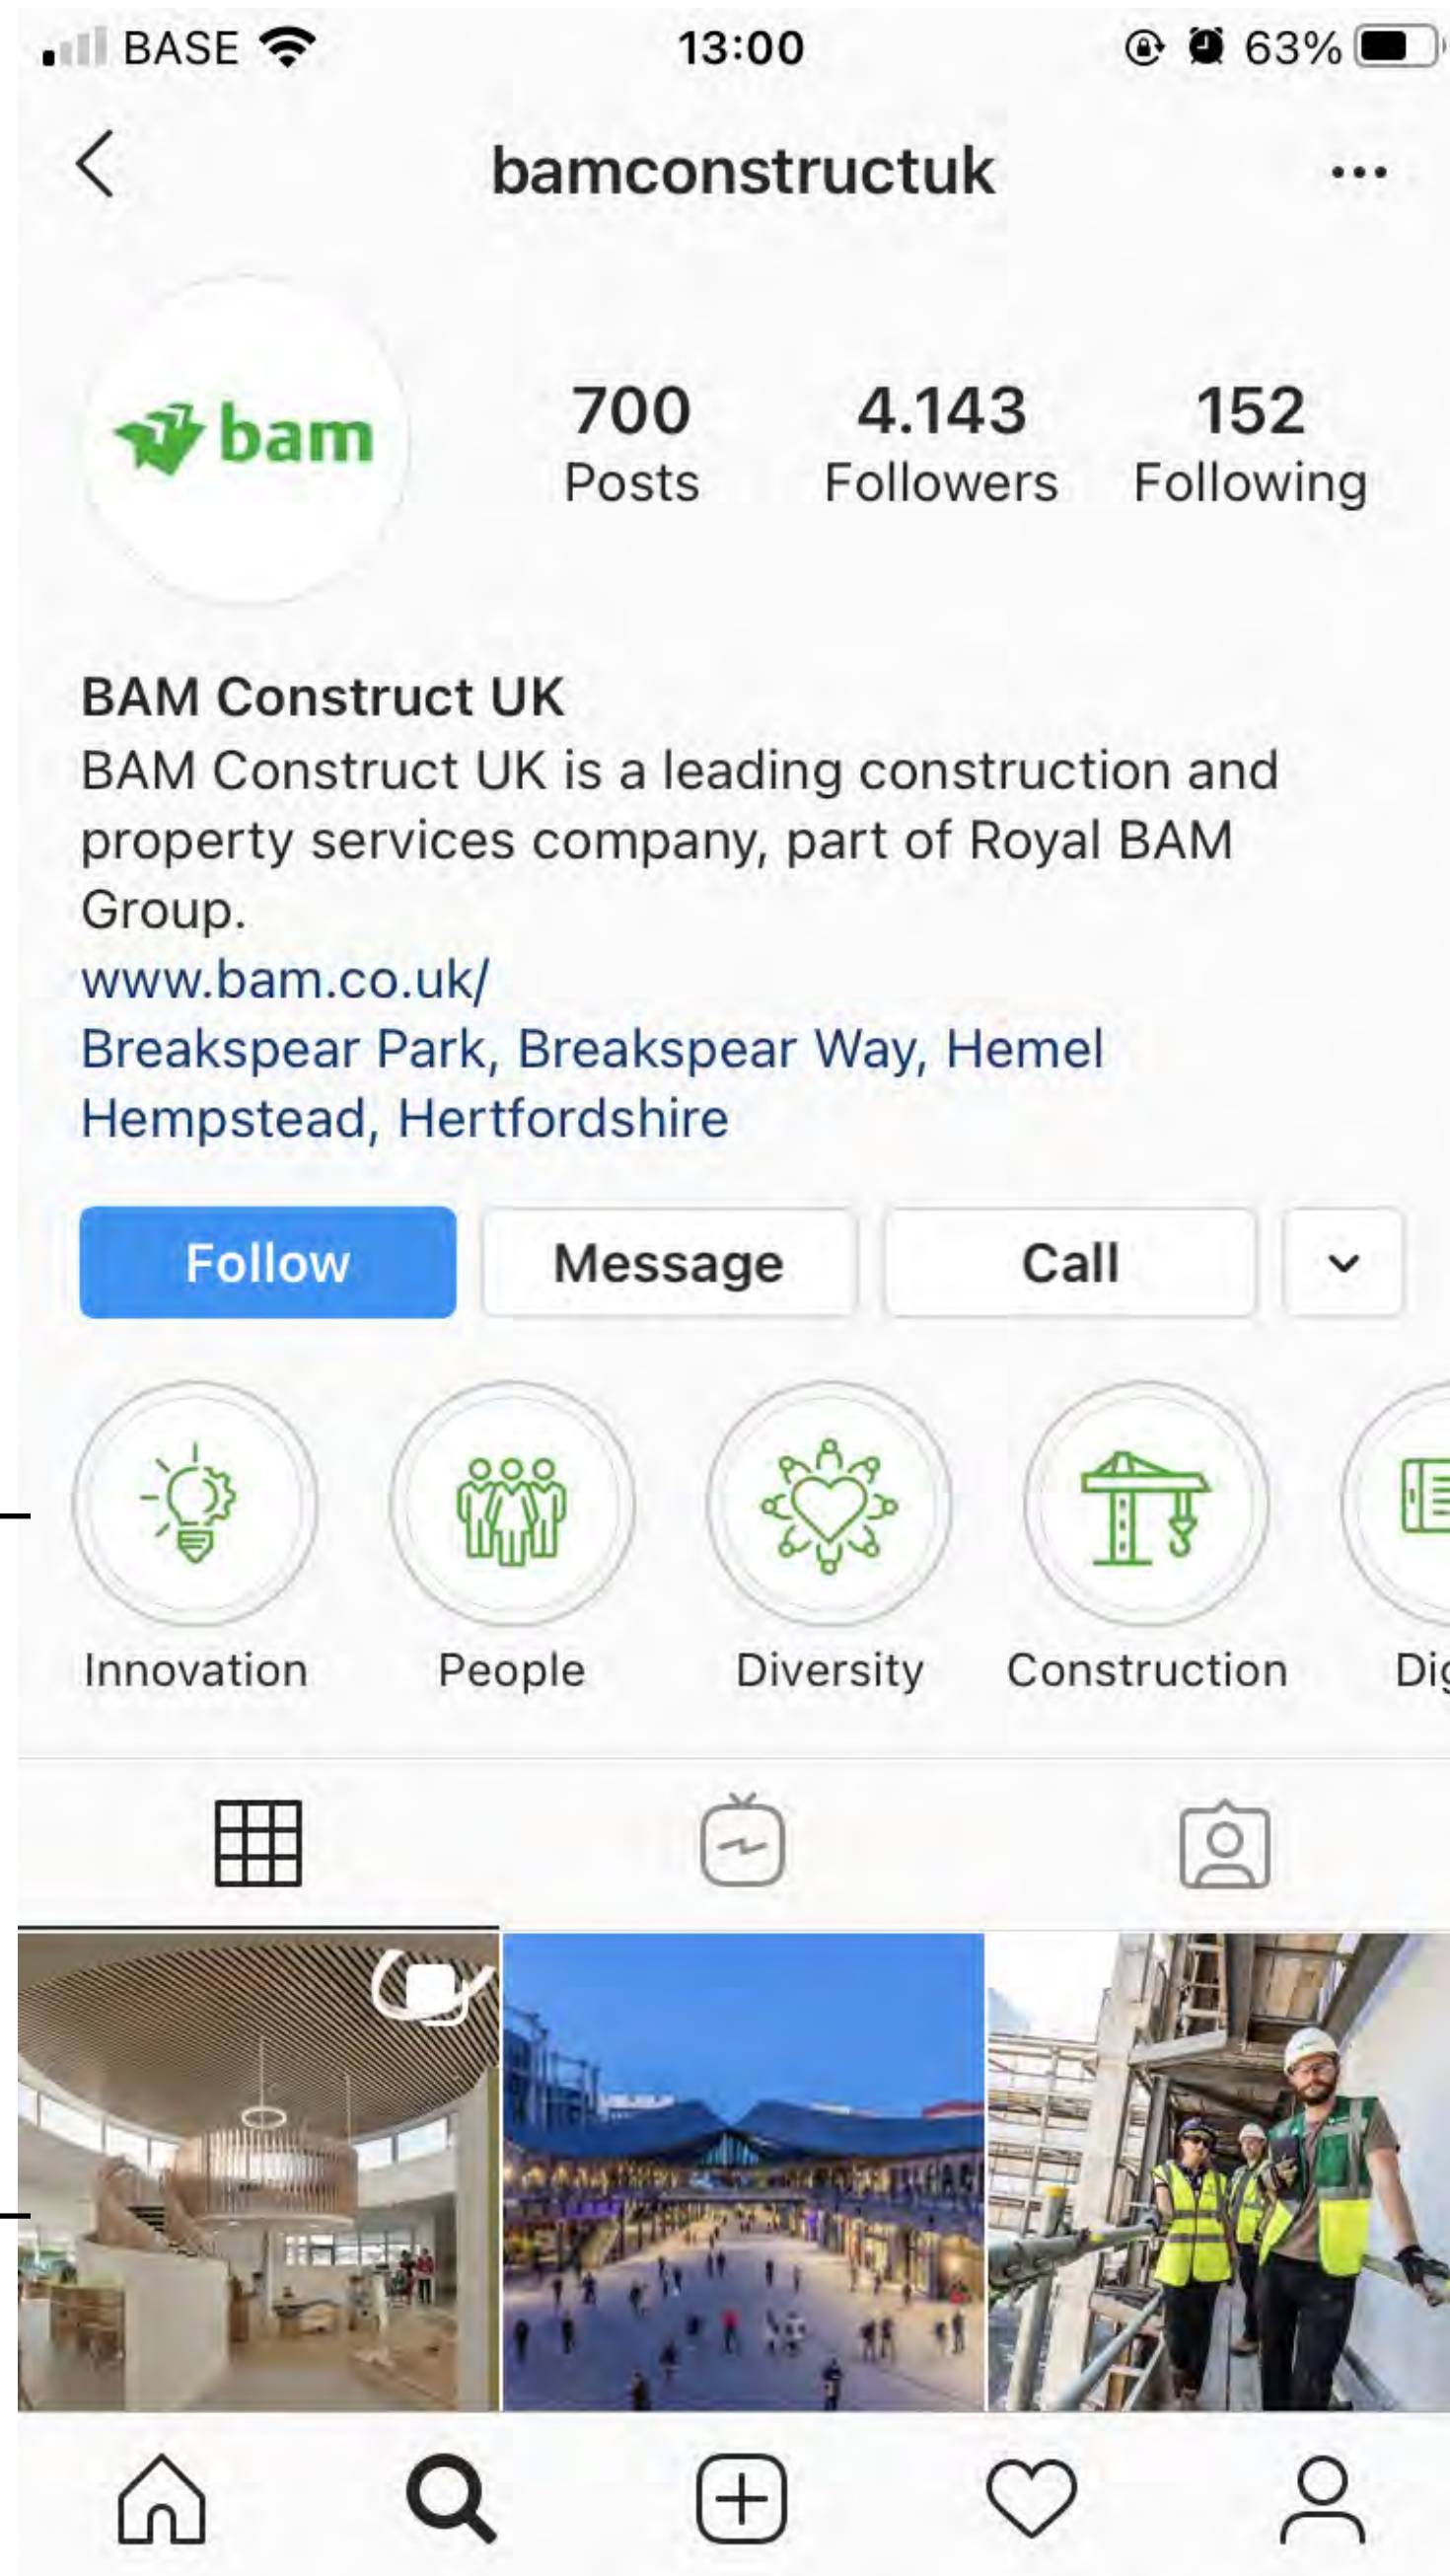 BASE 13:00 63%
bamconstructuk
bam
700 4.143 152
Posts Followers Following
BAM Construct UK
BAM Construct UK is a leading construction and
property services company, part of Royal BAM
Group.
www.bam.co.uk/
Breakspear Park, Breakspear Way, Hemel
Hempstead, Hertfordshire
Follow Message Call
Innovation People Diversity Construction Dig